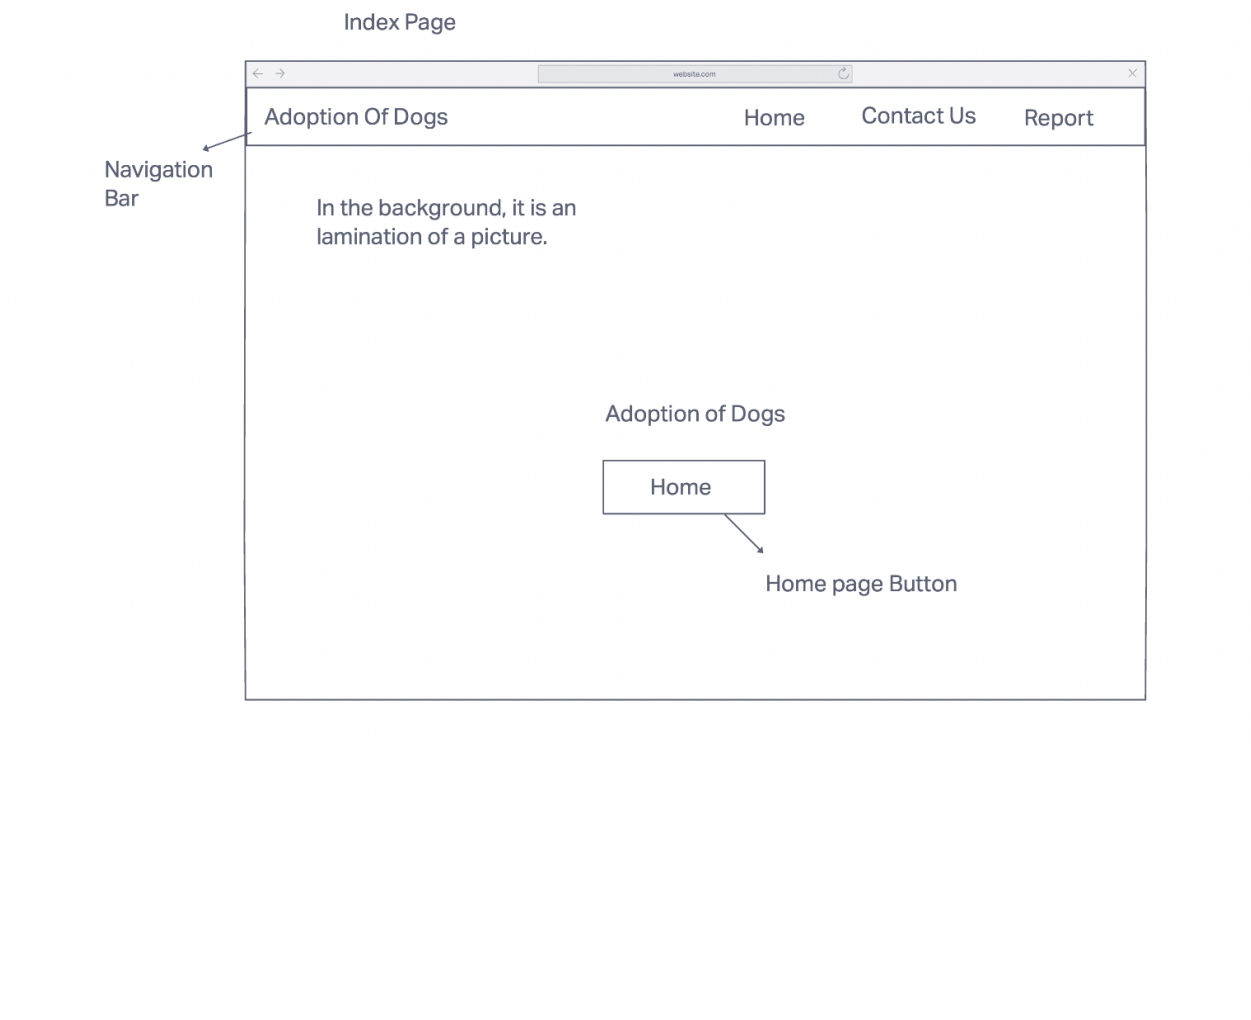 Index Page
website.com
Adoption Of Dogs
Home
Contact Us
Report
Navigation
Bar
In the background, it is an
lamination of a picture.
Adoption of Dogs
Home
Home page Button